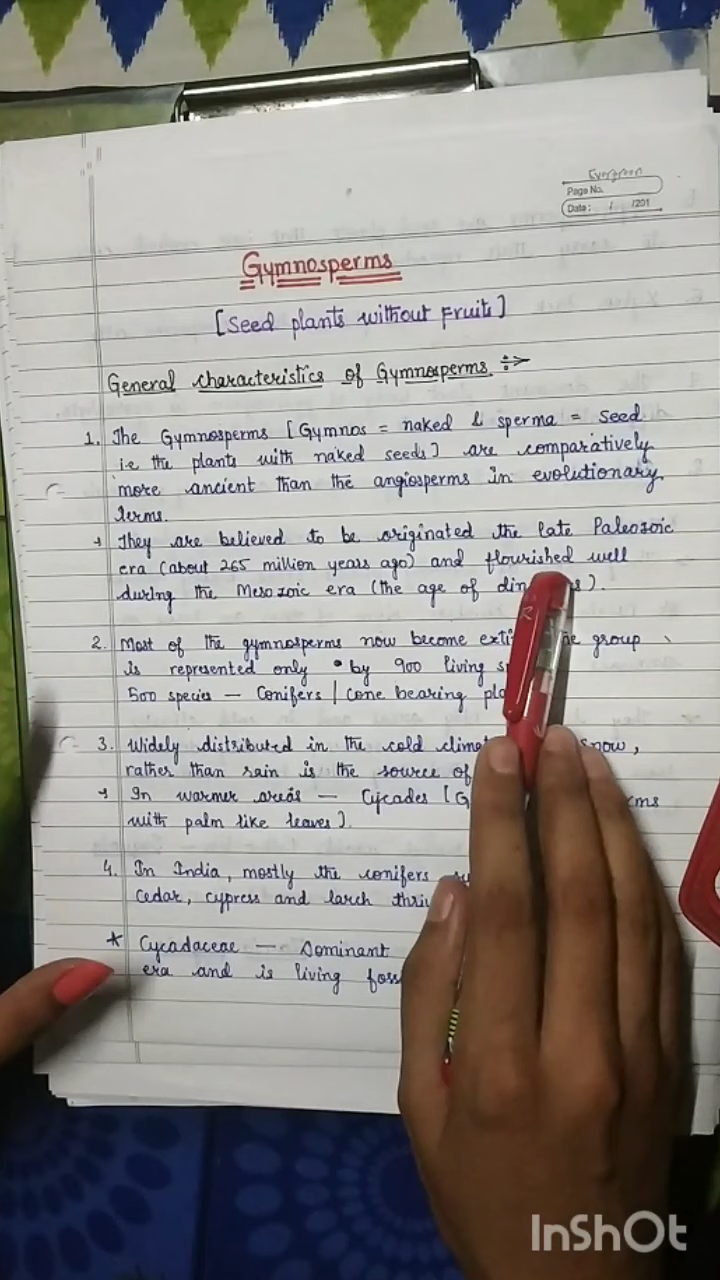 Evergreen
Page No.
Date: / /201
Gymnosperms
[Seed plants without Fruits]
General characteristics of Gymnosperms :->
1. The Gymnosperms [Gymnos = naked & sperma = seed
i.e the plants with naked seeds] are comparatively
more ancient than the angiosperms in evolutionary
terms.
They are believed to be originated the late Paleozoic
era (about 265 million years ago) and flourished well
during the Mesozoic era (the age of din s).
2. Most of the gymnosperms now become exti he group
is represented only by 900 living s
500 species — Conifers | cone bearing pla
3. Widely distributed in the cold climat snow,
rather than rain is the source of
In warmer areas — Cycades [G ms
with palm like leaves].
4. In India, mostly the conifers
cedar, cypress and larch thri
* Cycadaceae — Dominant
era and is living foss
InShOt